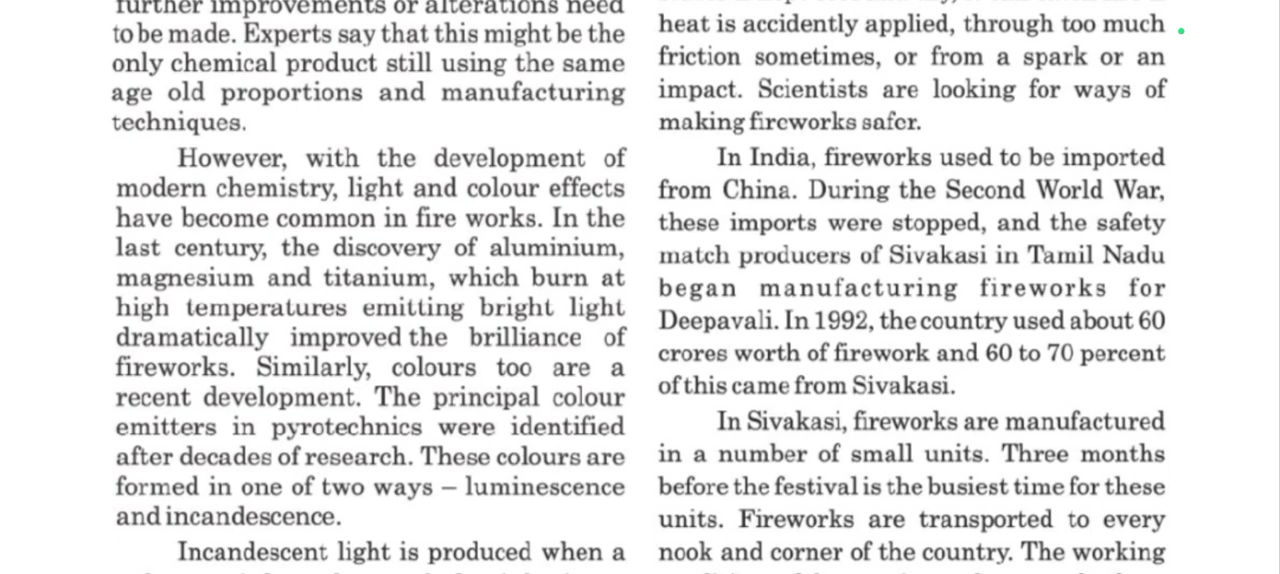 further improvements or alterations need
to be made. Experts say that this might be the
only chemical product still using the same
age old proportions and manufacturing
techniques.
However, with the development of
modern chemistry, light and colour effects
have become common in fire works. In the
last century, the discovery of aluminium,
magnesium and titanium, which burn at
high temperatures emitting bright light
dramatically improved the brilliance of
fireworks. Similarly, colours too are a
recent development. The principal colour
emitters in pyrotechnics were identified
after decades of research. These colours are
formed in one of two ways – luminescence
and incandescence.
Incandescent light is produced when a
heat is accidently applied, through too much
friction sometimes, or from a spark or an
impact. Scientists are looking for ways of
making fireworks safer.
In India, fireworks used to be imported
from China. During the Second World War,
these imports were stopped, and the safety
match producers of Sivakasi in Tamil Nadu
began manufacturing fireworks for
Deepavali. In 1992, the country used about 60
crores worth of firework and 60 to 70 percent
of this came from Sivakasi.
In Sivakasi, fireworks are manufactured
in a number of small units. Three months
before the festival is the busiest time for these
units. Fireworks are transported to every
nook and corner of the country. The working